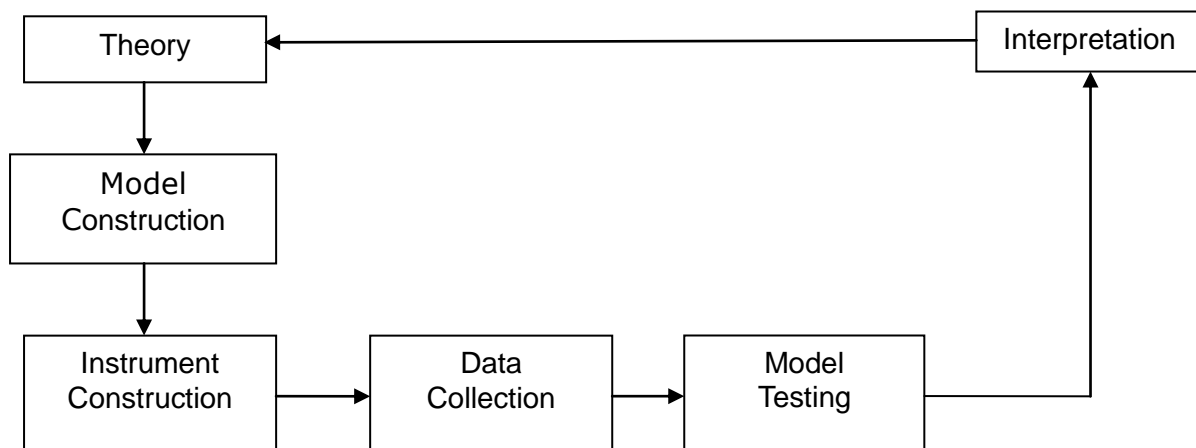 Theory
Interpretation
Model
Construction
Instrument
Construction
Data
Collection
Model
Testing